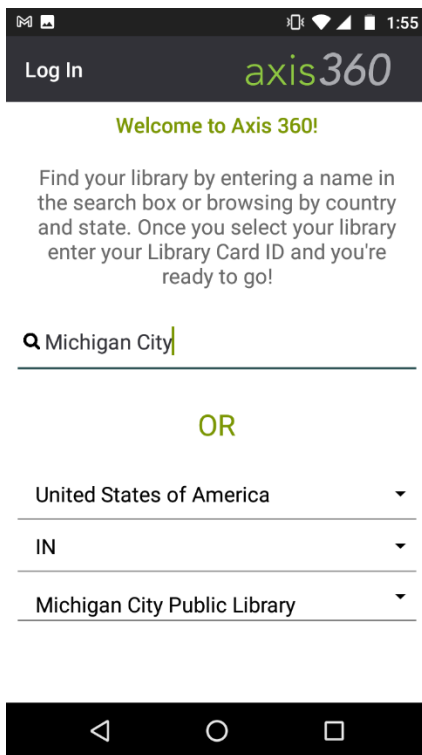 1:55
Log In
axis360
Welcome to Axis 360!
Find your library by entering a name in
the search box or browsing by country
and state. Once you select your library
enter your Library Card ID and you're
ready to go!
Michigan City
OR
United States of America
IN
Michigan City Public Library